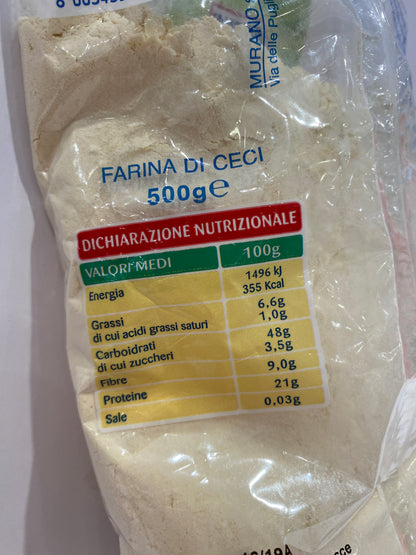 MURANO
Via delle
FARINA DI CECI
500g℮
DICHIARAZIONE NUTRIZIONALE
VALORI MEDI 100g
Energia 1496 kJ
355 Kcal
Grassi 6,6g
di cui acidi grassi saturi 1,0g
Carboidrati 48g
di cui zuccheri 3,5g
Fibre 9,0g
Proteine 21g
Sale 0,03g